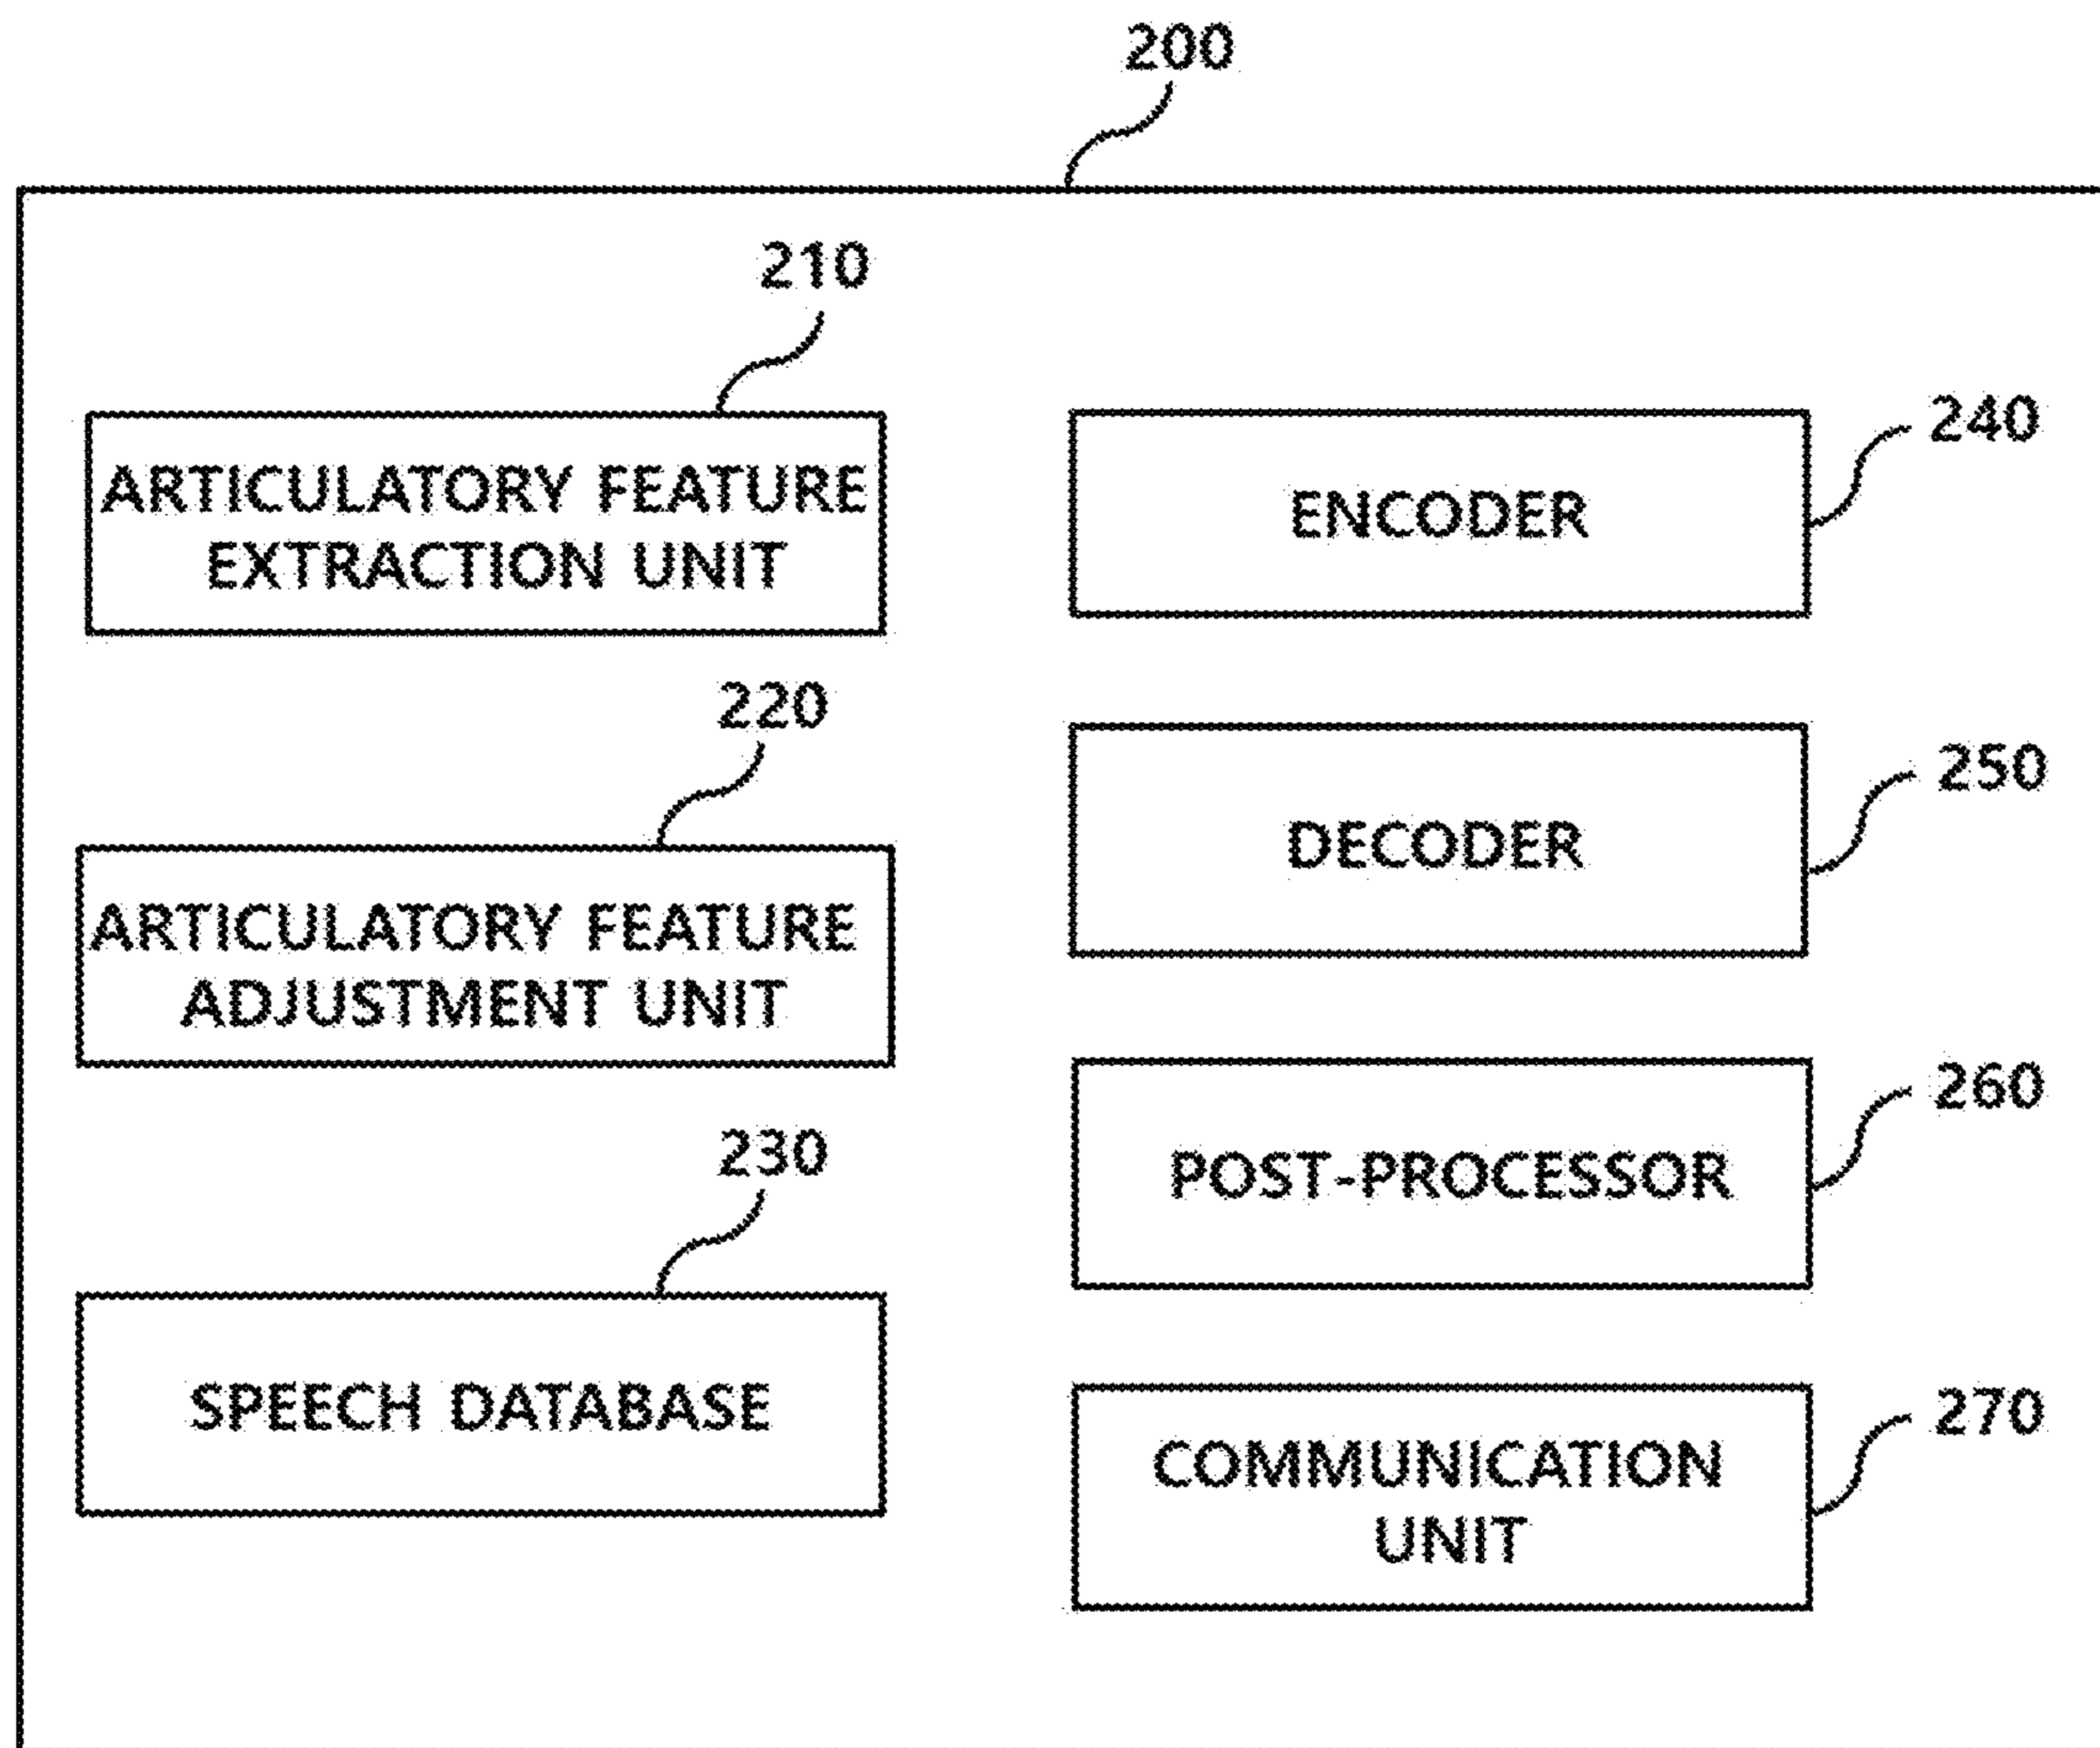 200
210
ARTICULATORY FEATURE
EXTRACTION UNIT
220
ARTICULATORY FEATURE
ADJUSTMENT UNIT
230
SPEECH DATABASE
240
ENCODER
250
DECODER
260
POST-PROCESSOR
270
COMMUNICATION
UNIT